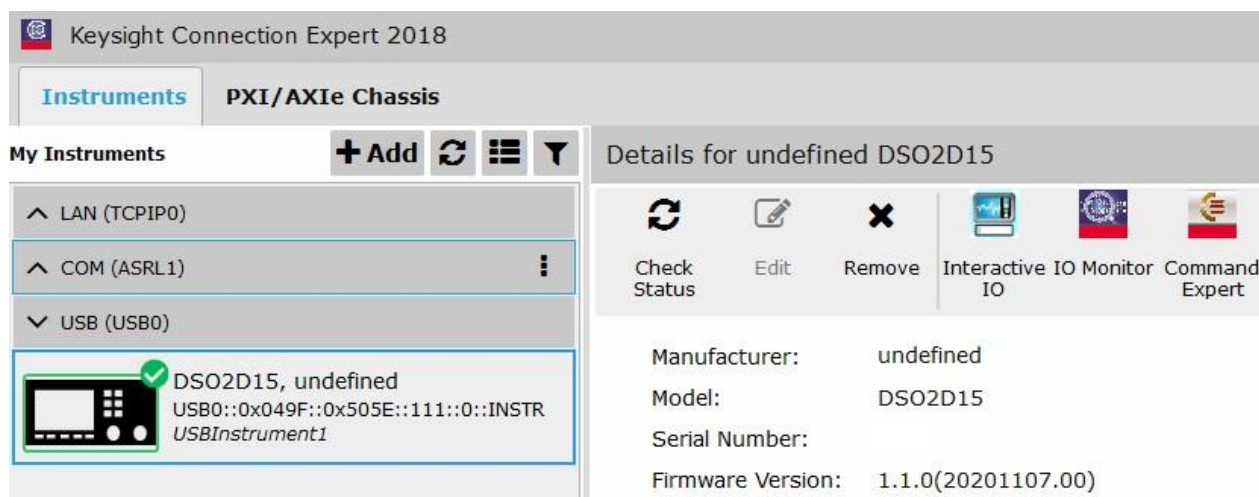 Keysight Connection Expert 2018
Instruments PXI/AXIe Chassis
My Instruments Add
LAN (TCPIP0)
COM (ASRL1)
USB (USB0)
DSO2D15, undefined
USB0::0x049F::0x505E::111::0::INSTR
USBInstrument1
Details for undefined DSO2D15
Check Status
Edit
Remove
Interactive IO
IO Monitor
Command Expert
Manufacturer: undefined
Model: DSO2D15
Serial Number:
Firmware Version: 1.1.0(20201107.00)